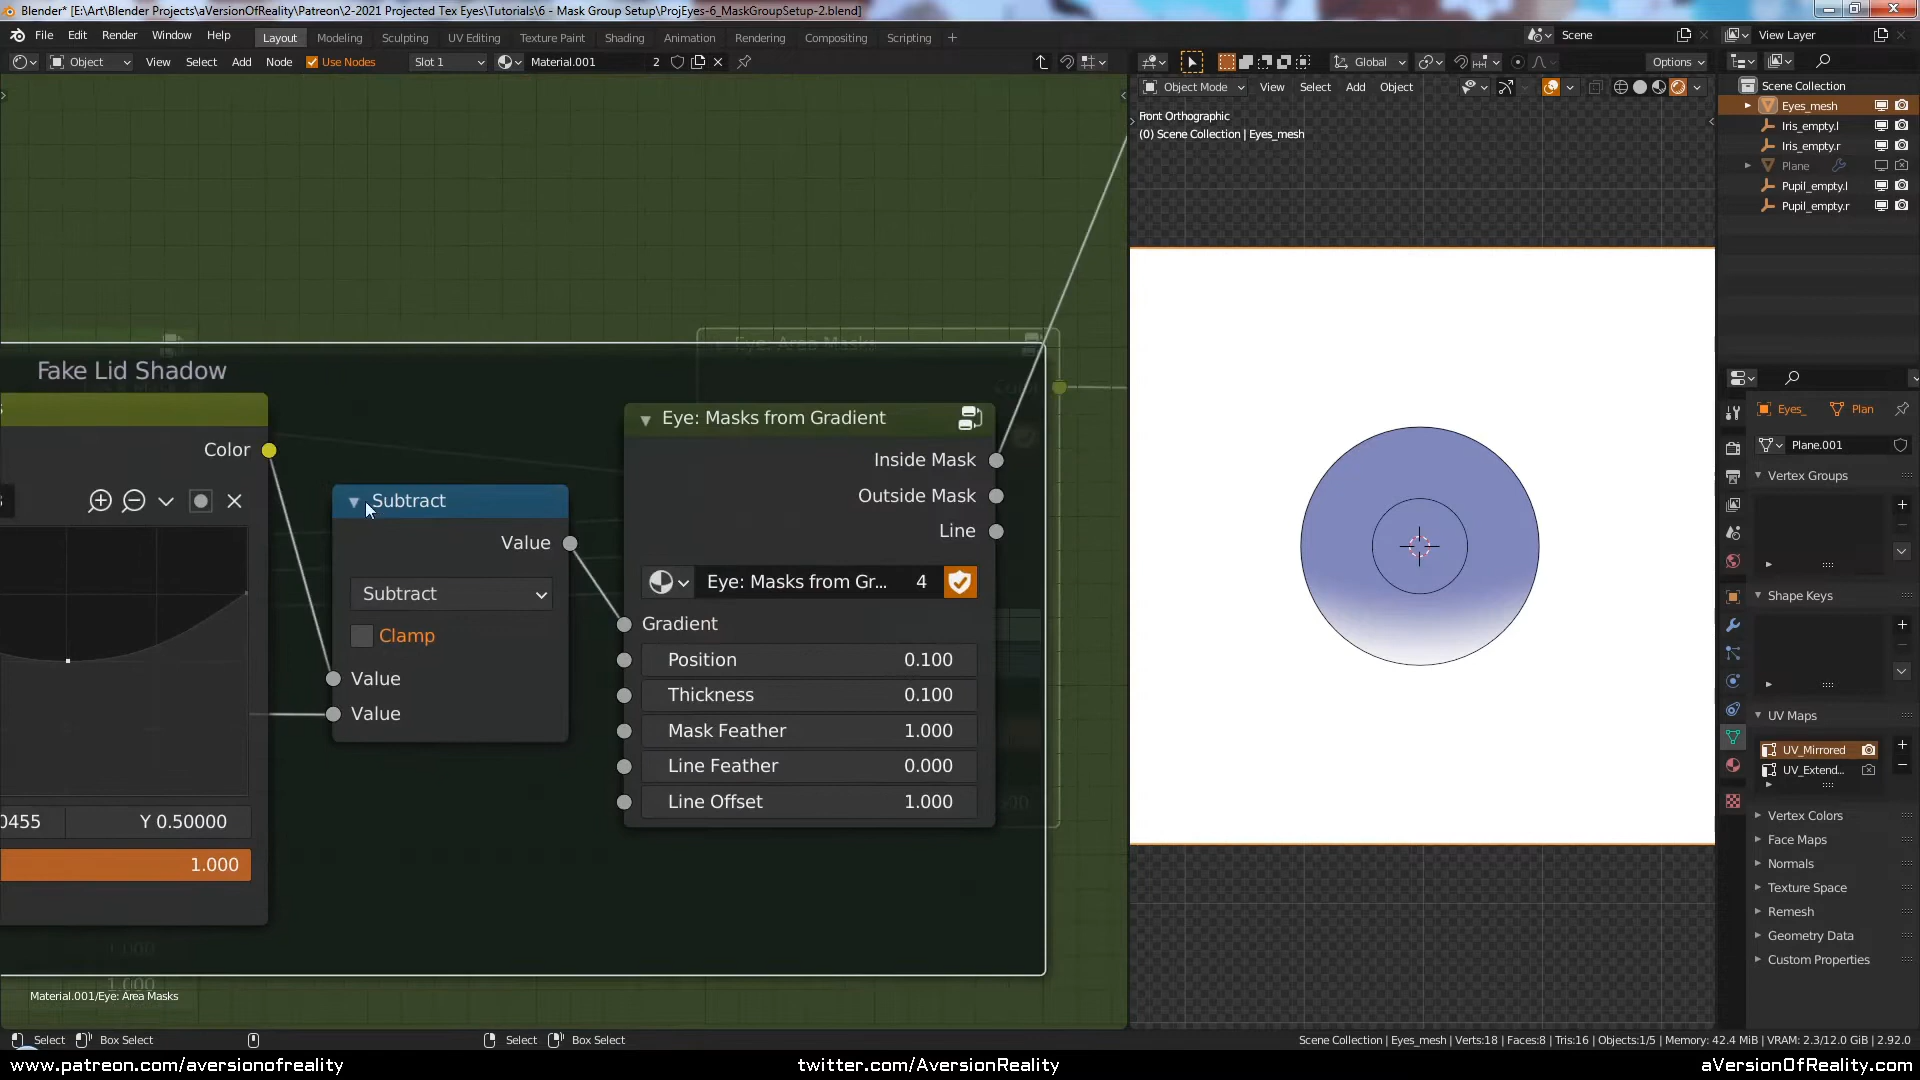 Blender* [E:\Art\Blender Projects\aVersionOfReality\Patreon\2-2021 Projected Tex Eyes\Tutorials\6 - Mask Group Setup\ProjEyes-6_MaskGroupSetup-2.blend]
File Edit Render Window Help Layout Modeling Sculpting UV Editing Texture Paint Shading Animation Rendering Compositing Scripting Scene View Layer
Object View Select Add Node Use Nodes Slot 1 Material.001 2 Global Options
Object Mode View Select Add Object
Front Orthographic
(0) Scene Collection | Eyes_mesh
Scene Collection
Eyes_mesh
Iris_empty.l
Iris_empty.r
Plane
Pupil_empty.l
Pupil_empty.r
Eye: Area Masks
Fake Lid Shadow
Color
Subtract
Value
Subtract
Clamp
Value
Value
Y 0.50000
1.000
Eye: Masks from Gradient
Inside Mask
Outside Mask
Line
Eye: Masks from Gr... 4
Gradient
Position 0.100
Thickness 0.100
Mask Feather 1.000
Line Feather 0.000
Line Offset 1.000
1.000
Material.001/Eye: Area Masks
Eyes_ Plan
Plane.001
Vertex Groups
Shape Keys
UV Maps
UV_Mirrored
UV_Extend...
Vertex Colors
Face Maps
Normals
Texture Space
Remesh
Geometry Data
Custom Properties
Select Box Select Select Box Select Scene Collection | Eyes_mesh | Verts:18 | Faces:8 | Tris:16 | Objects:1/5 | Memory: 42.4 MiB | VRAM: 2.3/12.0 GiB | 2.92.0
www.patreon.com/aversionofreality twitter.com/AversionReality aVersionOfReality.com